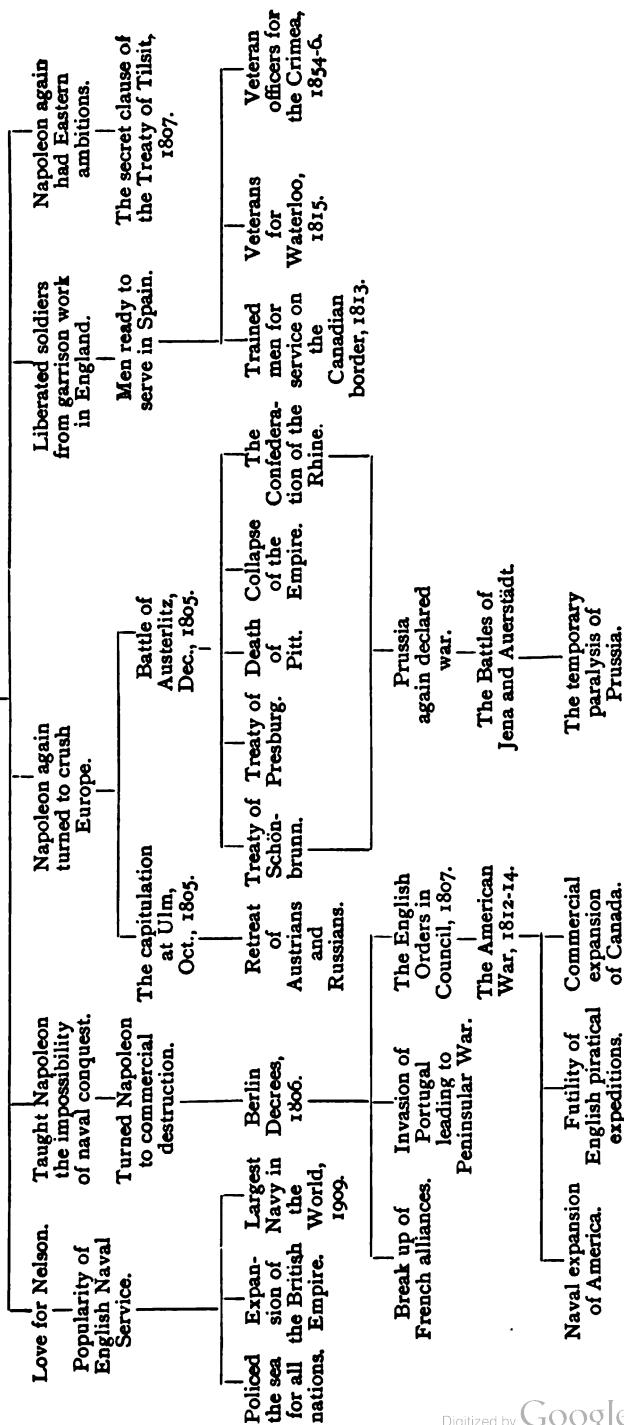 Love for Nelson.
Popularity of
English Naval
Service.
Policed
the sea
for all
nations.
Expan-
sion of
the British
Empire.
Largest
Navy in
the
World,
1909.
Taught Napoleon
the impossibility
of naval conquest.
Turned Napoleon
to commercial
destruction.
Berlin
Decrees,
1806.
Break up of
French alliances.
Invasion of
Portugal
leading to
Peninsular War.
The English
Orders in
Council, 1807.
The American
War, 1812-14.
Naval expansion
of America.
Futility of
English piratical
expeditions.
Commercial
expansion
of Canada.
Napoleon again
turned to crush
Europe.
The capitulation
at Ulm,
Oct., 1805.
Retreat
of
Austrians
and
Russians.
Battle of
Austerlitz,
Dec., 1805.
Treaty of
Schön-
brunn.
Treaty of
Presburg.
Death
of
Pitt.
Collapse
of the
Empire.
The
Confedera-
tion of the
Rhine.
Prussia
again declared
war.
The Battles of
Jena and Auerstädt.
The temporary
paralysis of
Prussia.
Liberated soldiers
from garrison work
in England.
Men ready to
serve in Spain.
Trained
men for
service on
the
Canadian
border, 1813.
Veterans
for
Waterloo,
1815.
Veteran
officers for
the Crimea,
1854-6.
Napoleon again
had Eastern
ambitions.
The secret clause of
the Treaty of Tilsit,
1807.
Digitized by Google